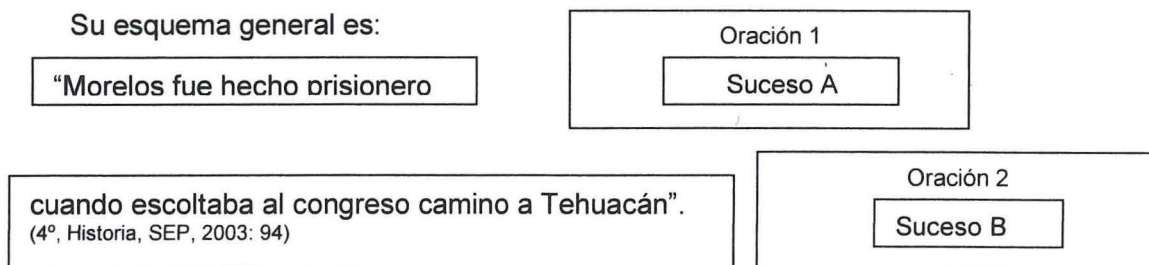 Su esquema general es:
Oración 1
“Morelos fue hecho prisionero
Suceso A
Oración 2
cuando escoltaba al congreso camino a Tehuacán”.
(4º, Historia, SEP, 2003: 94)
Suceso B